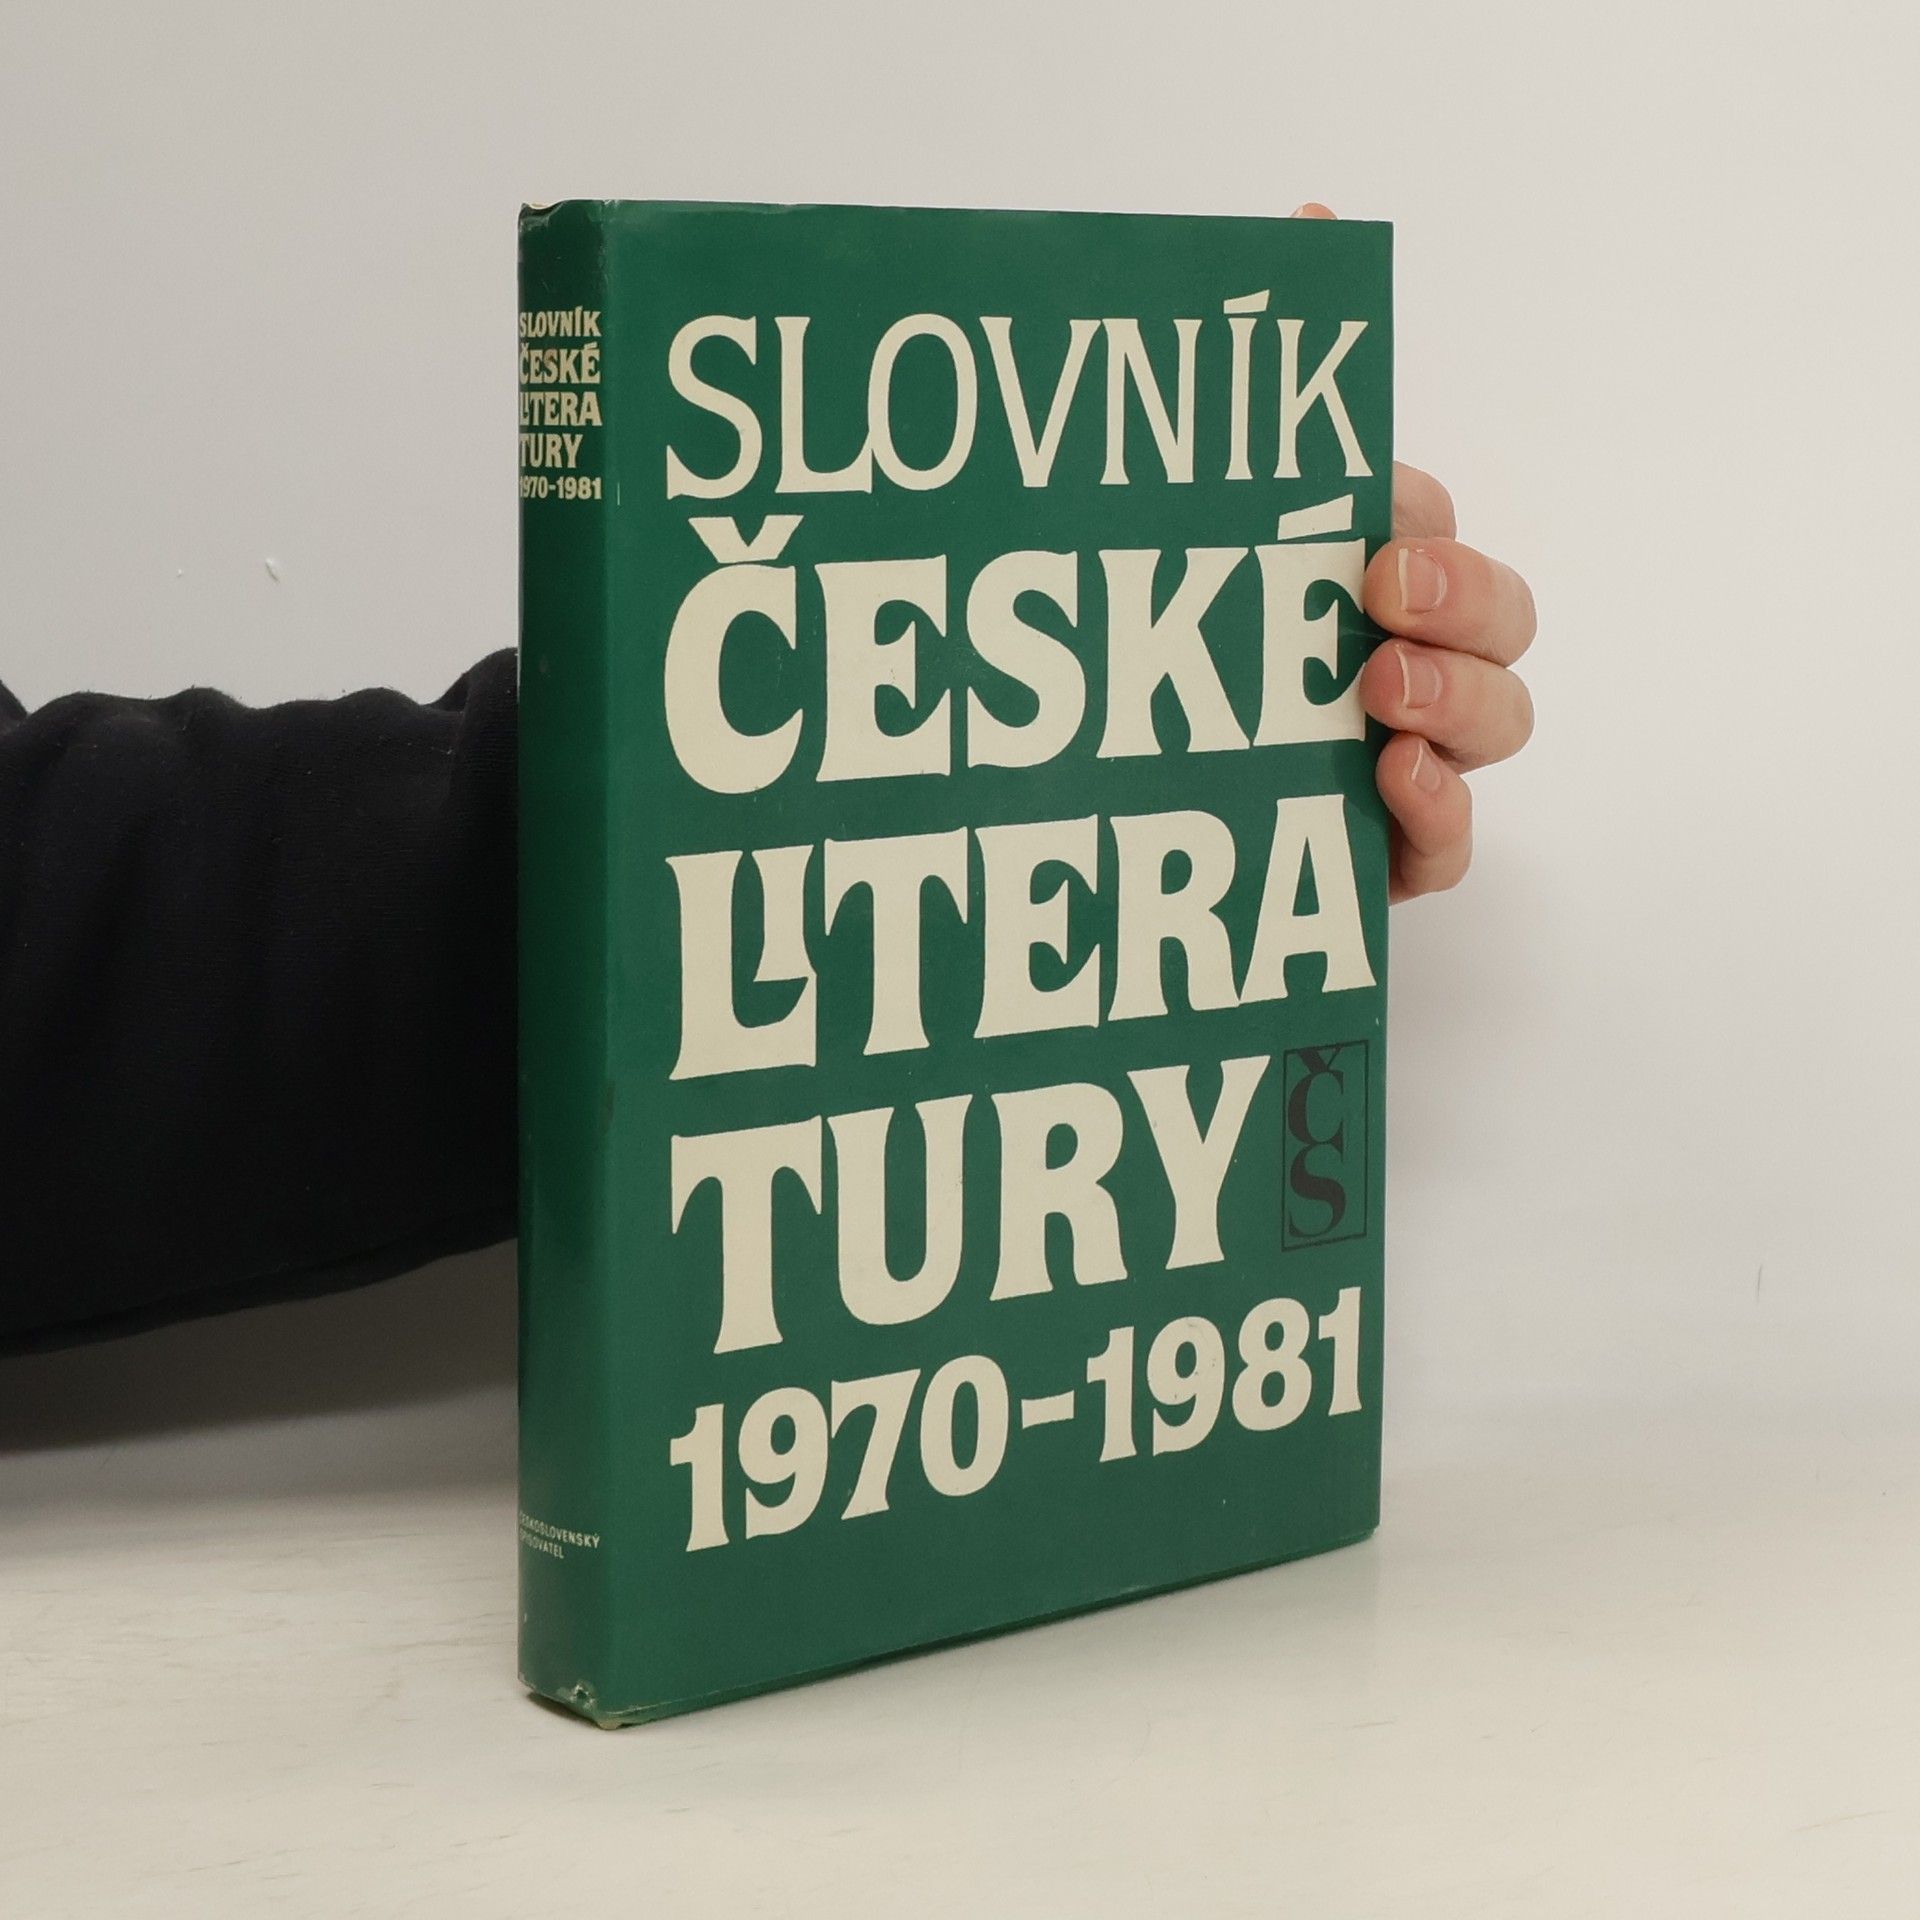 SLOVNÍK
ČESKÉ
LITERA
TURY
1970-1981
ČESKOSLOVENSKÝ
SPISOVATEL
SLOVNÍK
ČESKÉ
LITERA
TURY
ČS
1970-1981